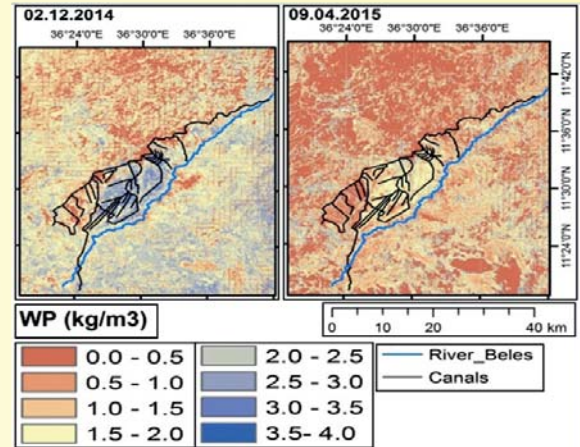 02.12.2014
36°24'0"E 36°30'0"E 36°36'0"E
09.04.2015
36°24'0"E 36°30'0"E 36°36'0"E
11°42'0"N
11°36'0"N
11°30'0"N
11°24'0"N
WP (kg/m3)
0.0 - 0.5
0.5 - 1.0
1.0 - 1.5
1.5 - 2.0
2.0 - 2.5
2.5 - 3.0
3.0 - 3.5
3.5- 4.0
0 10 20 40 km
River_Beles
Canals